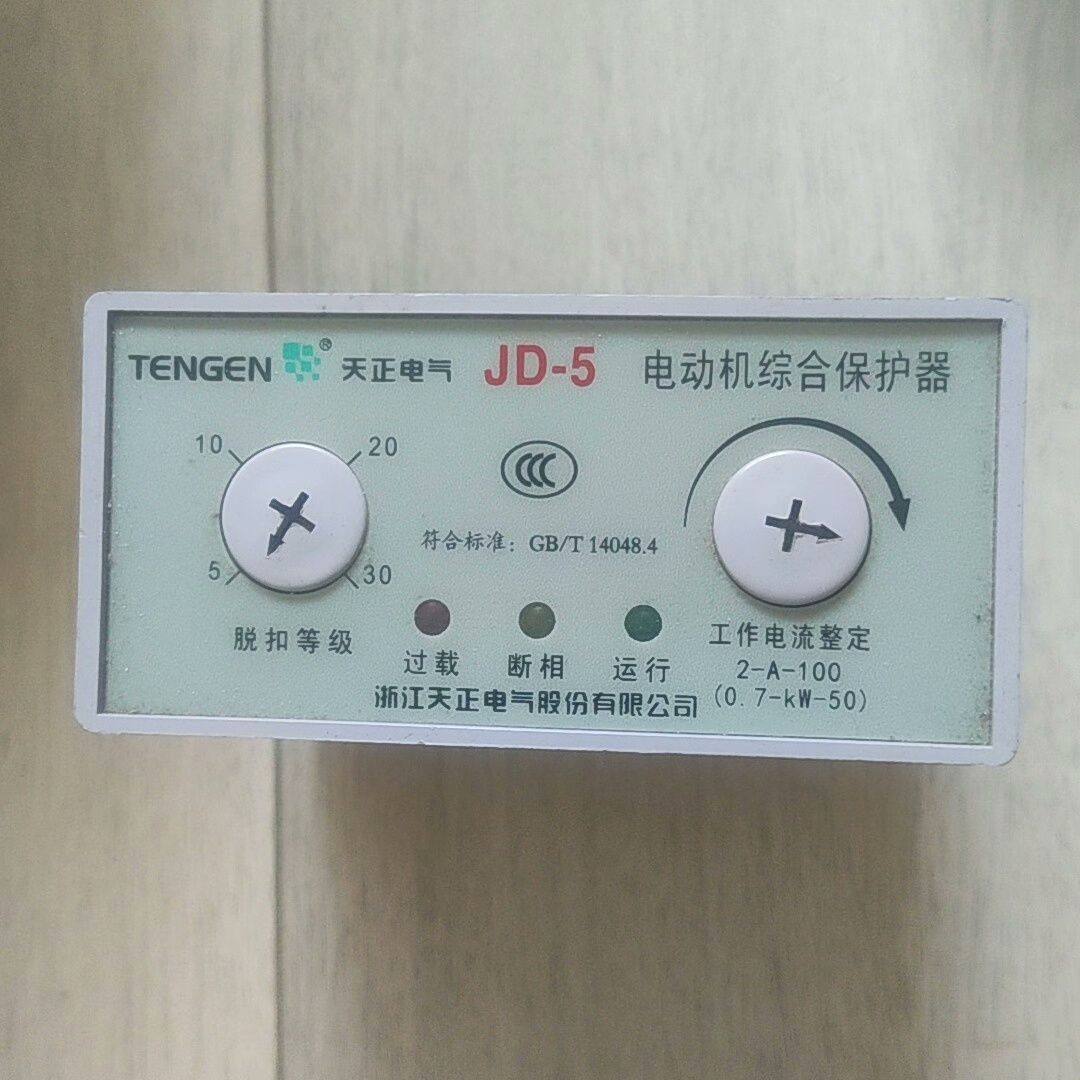 TENGEN ® 天正电气 JD-5 电动机综合保护器
10 20
CCC
符合标准：GB/T 14048.4
5 30
脱扣等级
过载 断相 运行
工作电流整定
2-A-100
(0.7-kW-50)
浙江天正电气股份有限公司